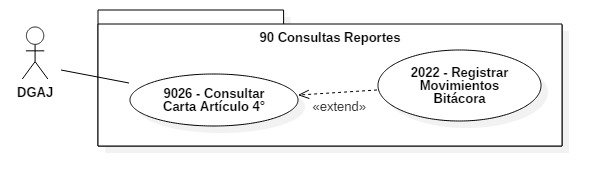 90 Consultas Reportes
DGAJ
9026 - Consultar
Carta Artículo 4°
«extend»
2022 - Registrar
Movimientos
Bitácora